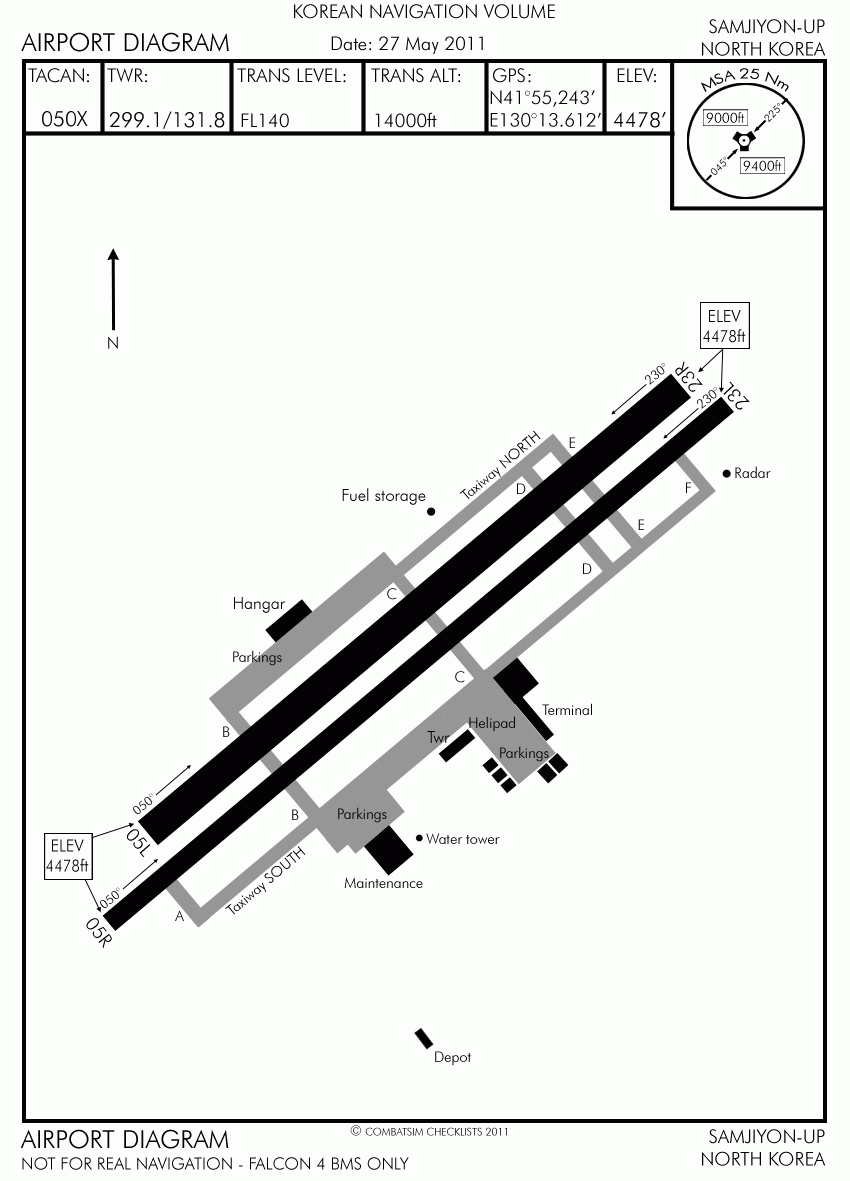 KOREAN NAVIGATION VOLUME
AIRPORT DIAGRAM
Date: 27 May 2011
SAMJIYON-UP
NORTH KOREA
TACAN:
050X
TWR:
299.1/131.8
TRANS LEVEL:
FL140
TRANS ALT:
14000ft
GPS:
N41°55,243’
E130°13.612’
ELEV:
4478’
MSA 25 Nm
9000ft
225°
045°
9400ft
N
ELEV
4478ft
230°
23R
230°
23L
Taxiway NORTH
E
D
Radar
F
Fuel storage
E
D
C
Hangar
Parkings
C
Terminal
Helipad
B
Twr
Parkings
050°
B
Parkings
05L
Water tower
ELEV
4478ft
Maintenance
050°
Taxiway SOUTH
A
05R
Depot
© COMBATSIM CHECKLISTS 2011
AIRPORT DIAGRAM
NOT FOR REAL NAVIGATION - FALCON 4 BMS ONLY
SAMJIYON-UP
NORTH KOREA